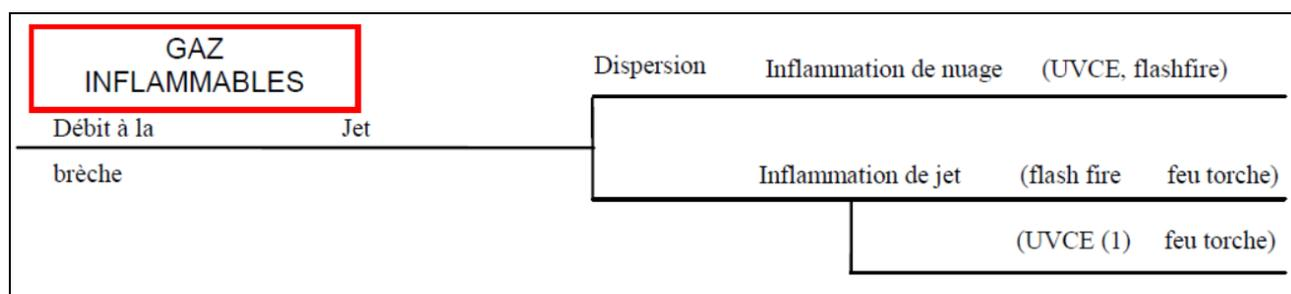 GAZ
INFLAMMABLES
Dispersion Inflammation de nuage (UVCE, flashfire)
Débit à la Jet
brèche
Inflammation de jet (flash fire feu torche)
(UVCE (1) feu torche)